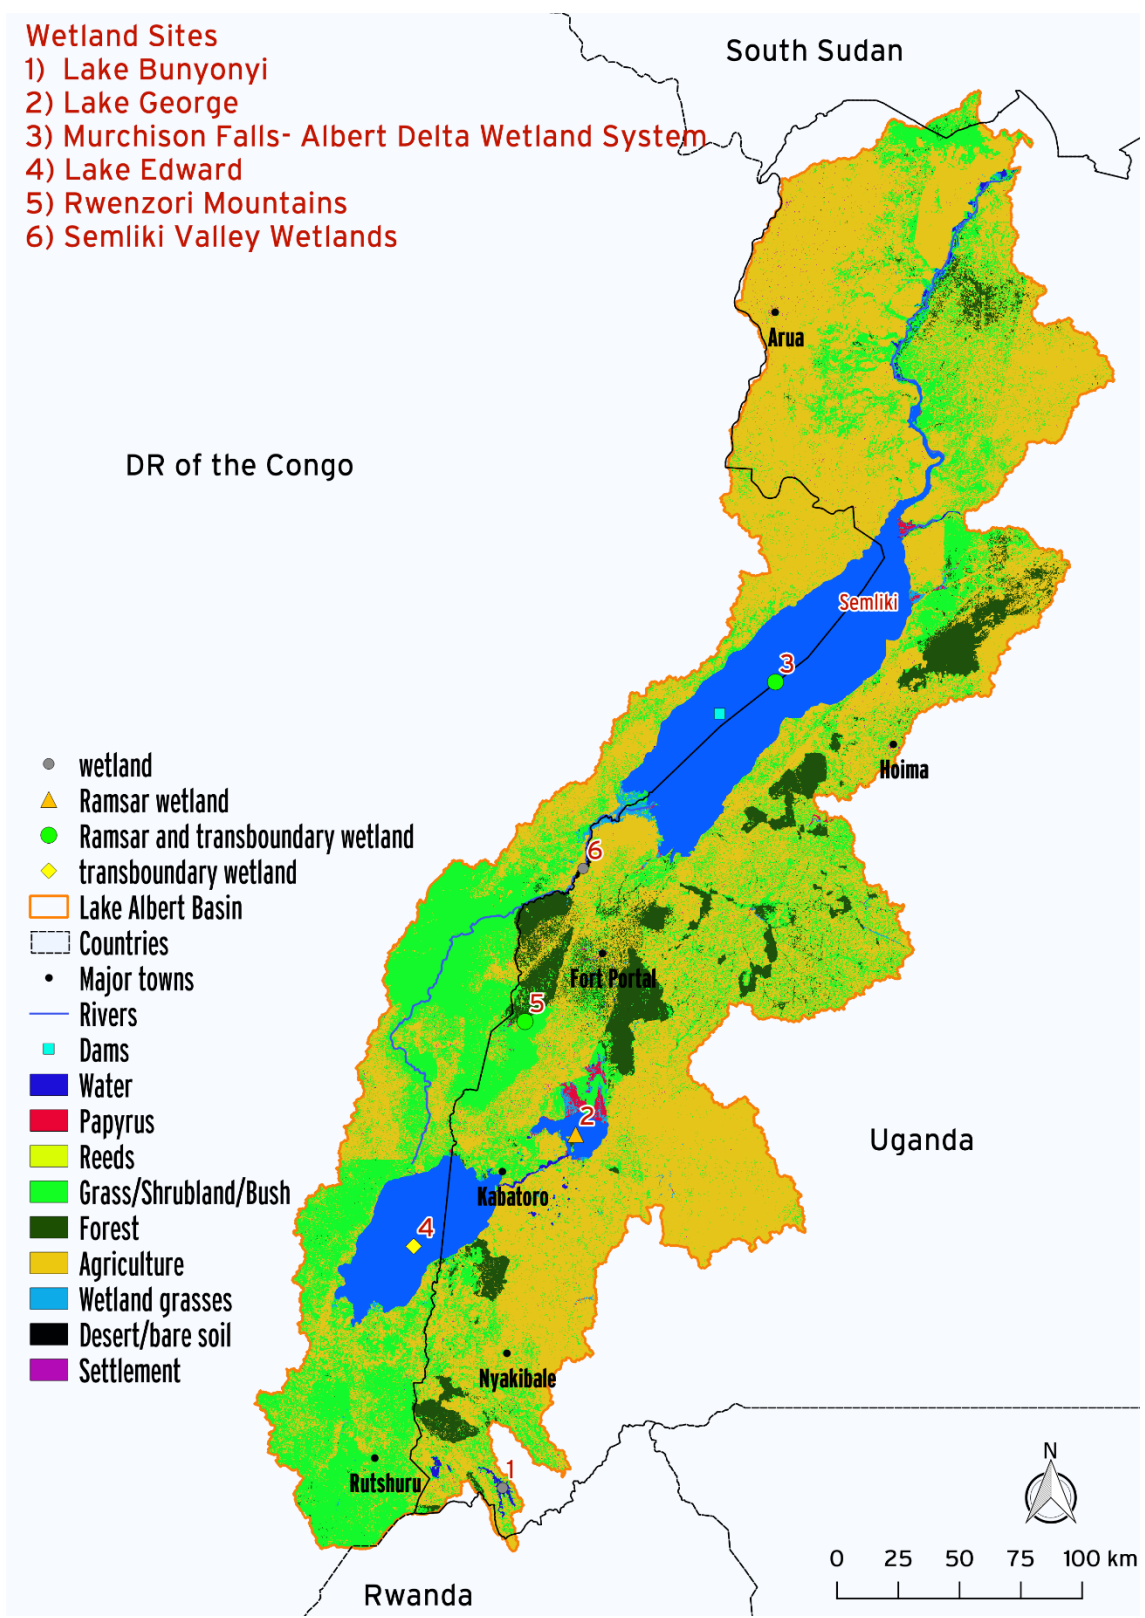 Wetland Sites
1) Lake Bunyonyi
2) Lake George
3) Murchison Falls- Albert Delta Wetland System
4) Lake Edward
5) Rwenzori Mountains
6) Semliki Valley Wetlands
South Sudan
Arua
DR of the Congo
Semliki
3
Hoima
6
Fort Portal
5
2
Uganda
Kabatoro
4
Nyakibale
Rutshuru
1
Rwanda
wetland
Ramsar wetland
Ramsar and transboundary wetland
transboundary wetland
Lake Albert Basin
Countries
Major towns
Rivers
Dams
Water
Papyrus
Reeds
Grass/Shrubland/Bush
Forest
Agriculture
Wetland grasses
Desert/bare soil
Settlement
N
0 25 50 75 100 km